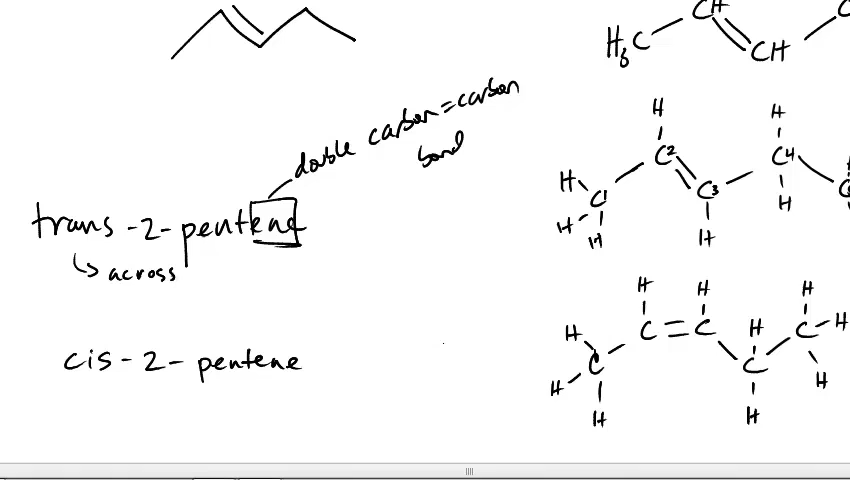 CH
C
H3C
CH
double carbon=carbon
bond
H
H
C2
C4
H
C1
C3
C
H
H
H
H
trans-2-pentene
across
H
H
H
C
C
H
C
H
H
C
C
H
H
H
H
cis-2-pentene